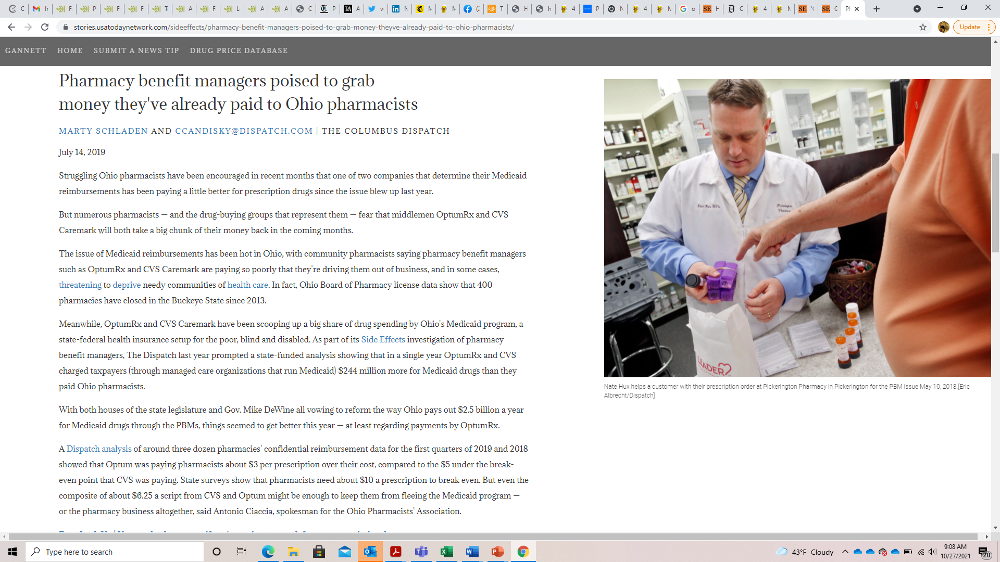 stories.usatodaynetwork.com/sideeffects/pharmacy-benefit-managers-poised-to-grab-money-theyve-already-paid-to-ohio-pharmacists/
Update
GANNETT HOME SUBMIT A NEWS TIP DRUG PRICE DATABASE
Pharmacy benefit managers poised to grab
money they've already paid to Ohio pharmacists
MARTY SCHLADEN AND CCANDISKY@DISPATCH.COM | THE COLUMBUS DISPATCH
July 14, 2019
Struggling Ohio pharmacists have been encouraged in recent months that one of two companies that determine their Medicaid
reimbursements has been paying a little better for prescription drugs since the issue blew up last year.
But numerous pharmacists — and the drug-buying groups that represent them — fear that middlemen OptumRx and CVS
Caremark will both take a big chunk of their money back in the coming months.
The issue of Medicaid reimbursements has been hot in Ohio, with community pharmacists saying pharmacy benefit managers
such as OptumRx and CVS Caremark are paying so poorly that they're driving them out of business, and in some cases,
threatening to deprive needy communities of health care. In fact, Ohio Board of Pharmacy license data show that 400
pharmacies have closed in the Buckeye State since 2013.
Meanwhile, OptumRx and CVS Caremark have been scooping up a big share of drug spending by Ohio's Medicaid program, a
state-federal health insurance setup for the poor, blind and disabled. As part of its Side Effects investigation of pharmacy
benefit managers, The Dispatch last year prompted a state-funded analysis showing that in a single year OptumRx and CVS
charged taxpayers (through managed care organizations that run Medicaid) $244 million more for Medicaid drugs than they
paid Ohio pharmacists.
With both houses of the state legislature and Gov. Mike DeWine all vowing to reform the way Ohio pays out $2.5 billion a year
for Medicaid drugs through the PBMs, things seemed to get better this year — at least regarding payments by OptumRx.
A Dispatch analysis of around three dozen pharmacies' confidential reimbursement data for the first quarters of 2019 and 2018
showed that Optum was paying pharmacists about $3 per prescription over their cost, compared to the $5 under the break-
even point that CVS was paying. State surveys show that pharmacists need about $10 a prescription to break even. But even the
composite of about $6.25 a script from CVS and Optum might be enough to keep them from fleeing the Medicaid program —
or the pharmacy business altogether, said Antonio Ciaccia, spokesman for the Ohio Pharmacists' Association.
LEADER
Nate Hux helps a customer with their prescription order at Pickerington Pharmacy in Pickerington for the PBM issue May 10, 2018.[Eric
Albrecht/Dispatch]
Type here to search
43°F Cloudy
9:08 AM
10/27/2021
20